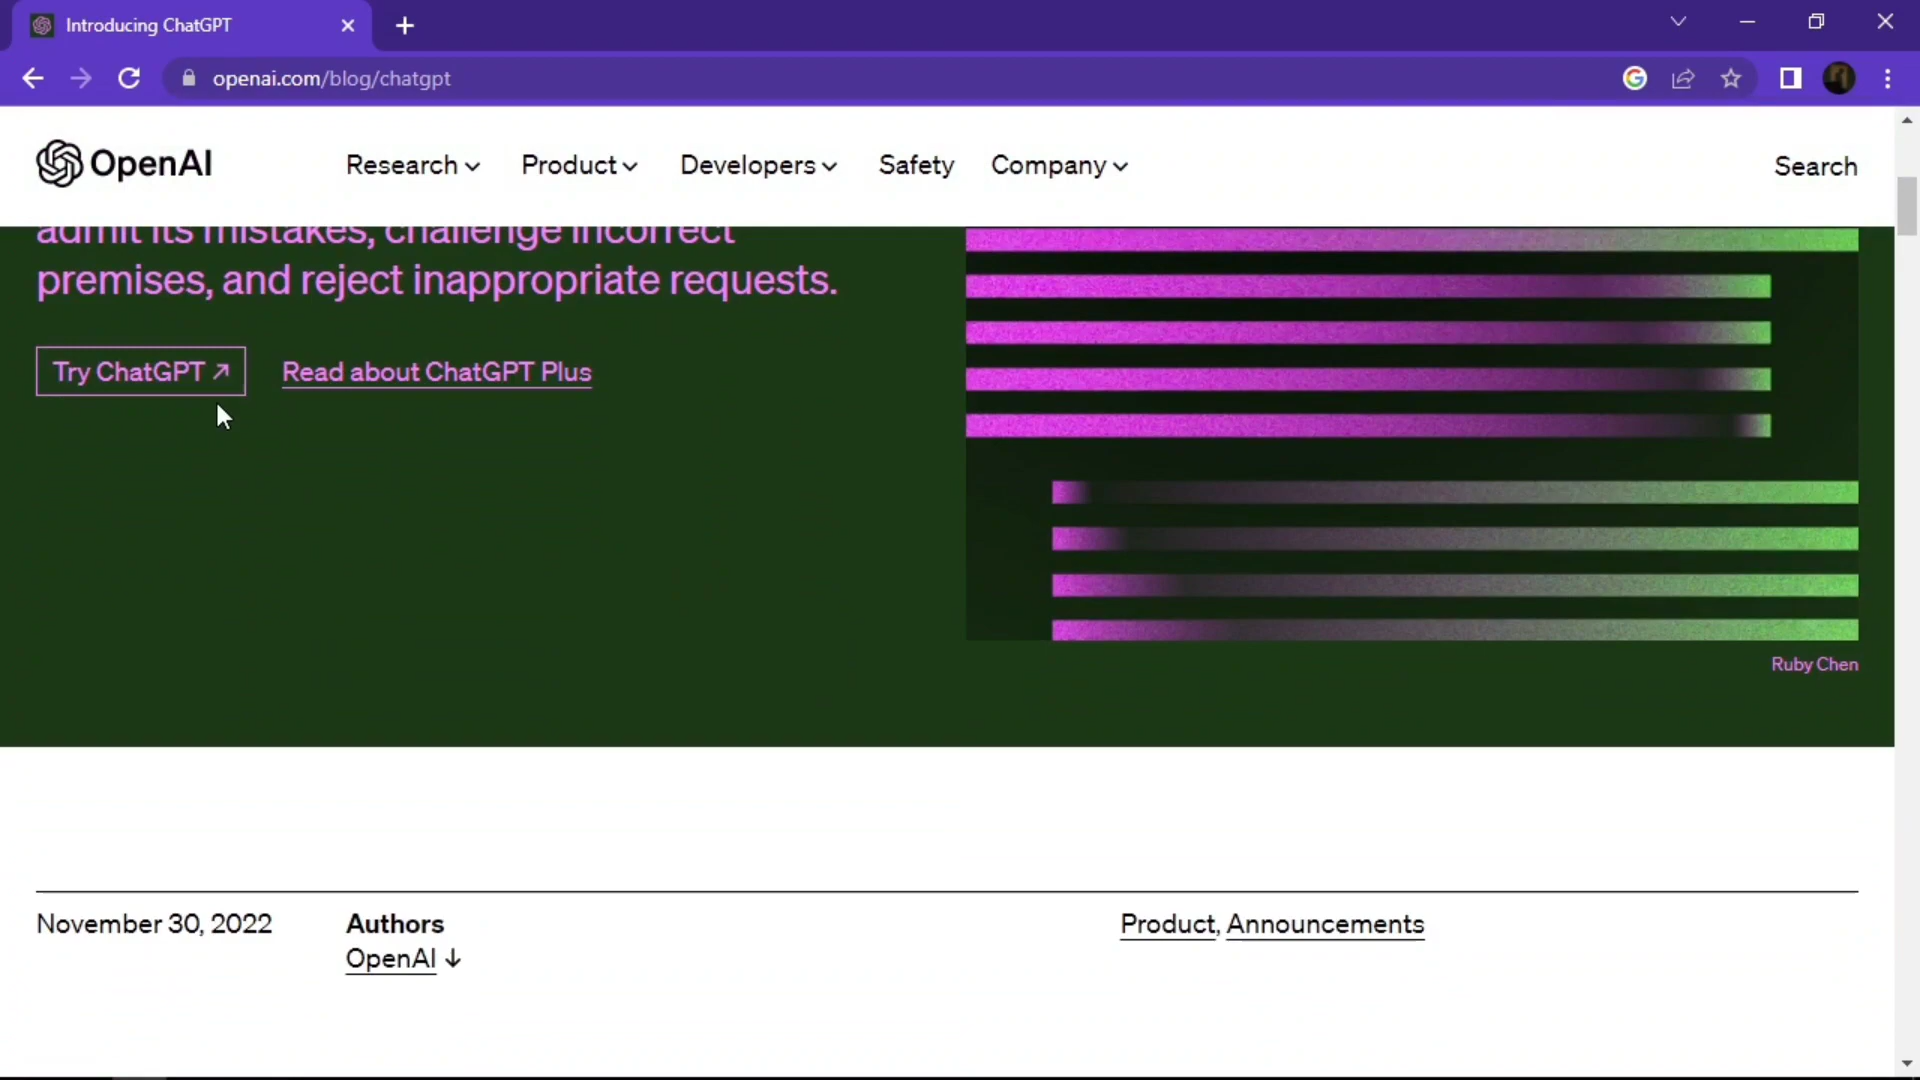 Introducing ChatGPT
openai.com/blog/chatgpt
OpenAI
Research
Product
Developers
Safety
Company
Search
admit its mistakes, challenge incorrect
premises, and reject inappropriate requests.
Try ChatGPT ↗
Read about ChatGPT Plus
Ruby Chen
November 30, 2022
Authors
OpenAI ↓
Product, Announcements